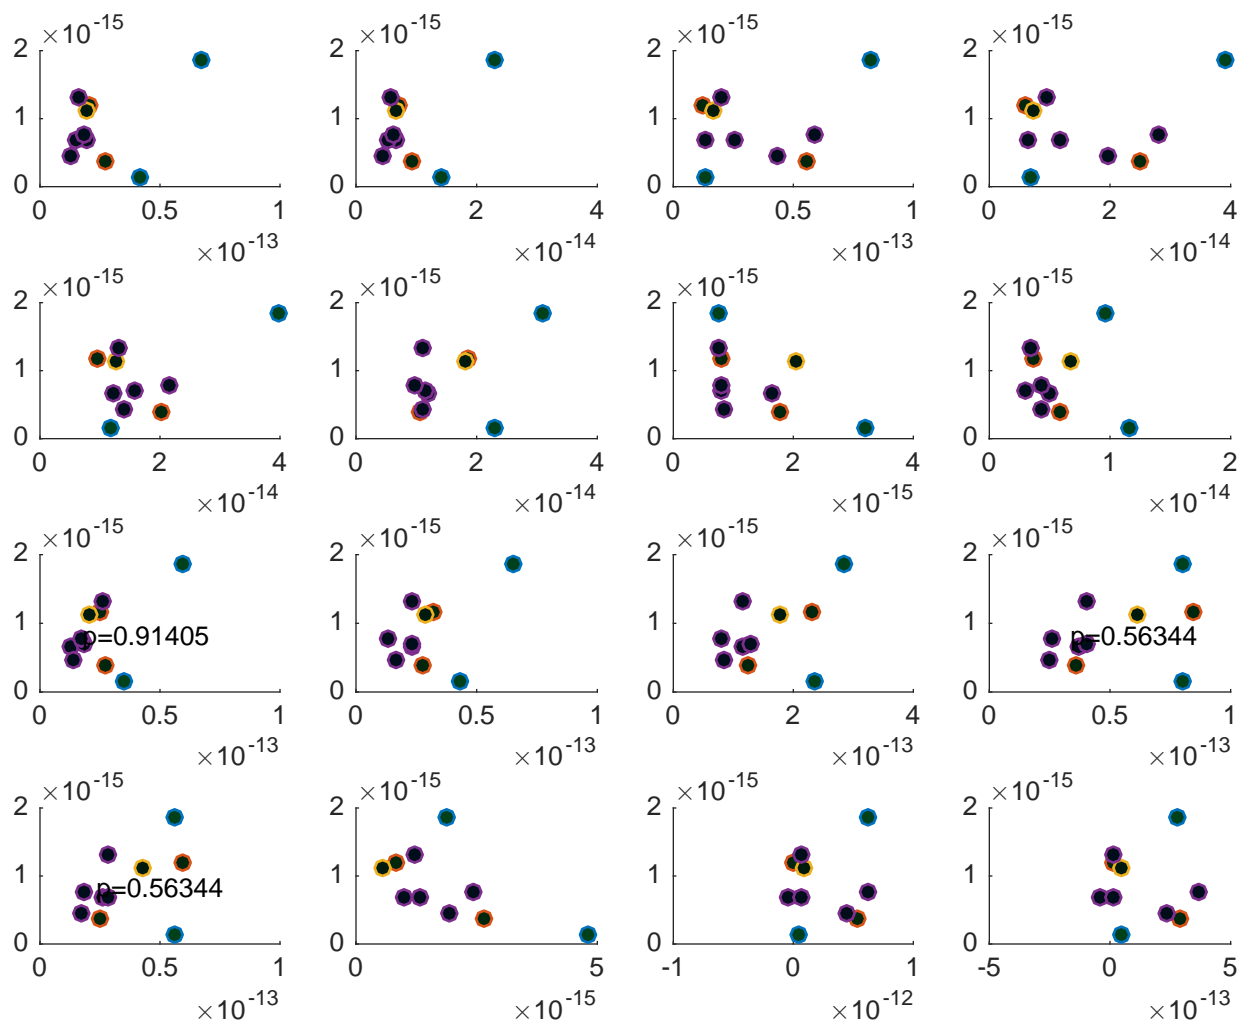 ×10-15 ×10-15 ×10-15 ×10-15
2 2 2 2
1 1 1 1
0 0 0 0
0 0.5 1 0 2 4 0 0.5 1 0 2 4
×10-13 ×10-14 ×10-13 ×10-14
×10-15 ×10-15 ×10-15 ×10-15
2 2 2 2
1 1 1 1
0 0 0 0
0 2 4 0 2 4 0 2 4 0 1 2
×10-14 ×10-14 ×10-15 ×10-14
×10-15 ×10-15 ×10-15 ×10-15
2 2 2 2
1 1 1 1
p=0.91405 p=0.56344
0 0 0 0
0 0.5 1 0 0.5 1 0 2 4 0 0.5 1
×10-13 ×10-13 ×10-13 ×10-13
×10-15 ×10-15 ×10-15 ×10-15
2 2 2 2
1 1 1 1
p=0.56344
0 0 0 0
0 0.5 1 0 5 -1 0 1 -5 0 5
×10-13 ×10-15 ×10-12 ×10-13